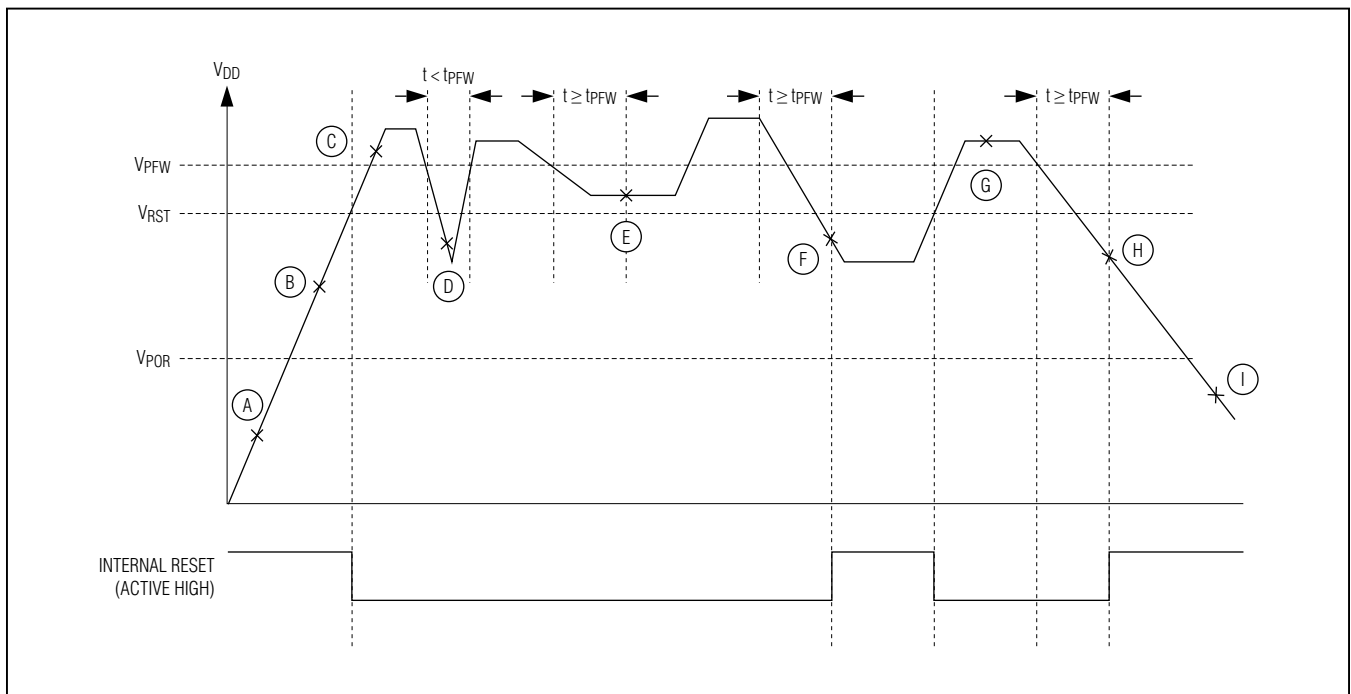 VDD
t < tPFW
t ≥ tPFW
t ≥ tPFW
t ≥ tPFW
C
VPFW
G
VRST
E
F
H
B
D
VPOR
I
A
INTERNAL RESET
(ACTIVE HIGH)